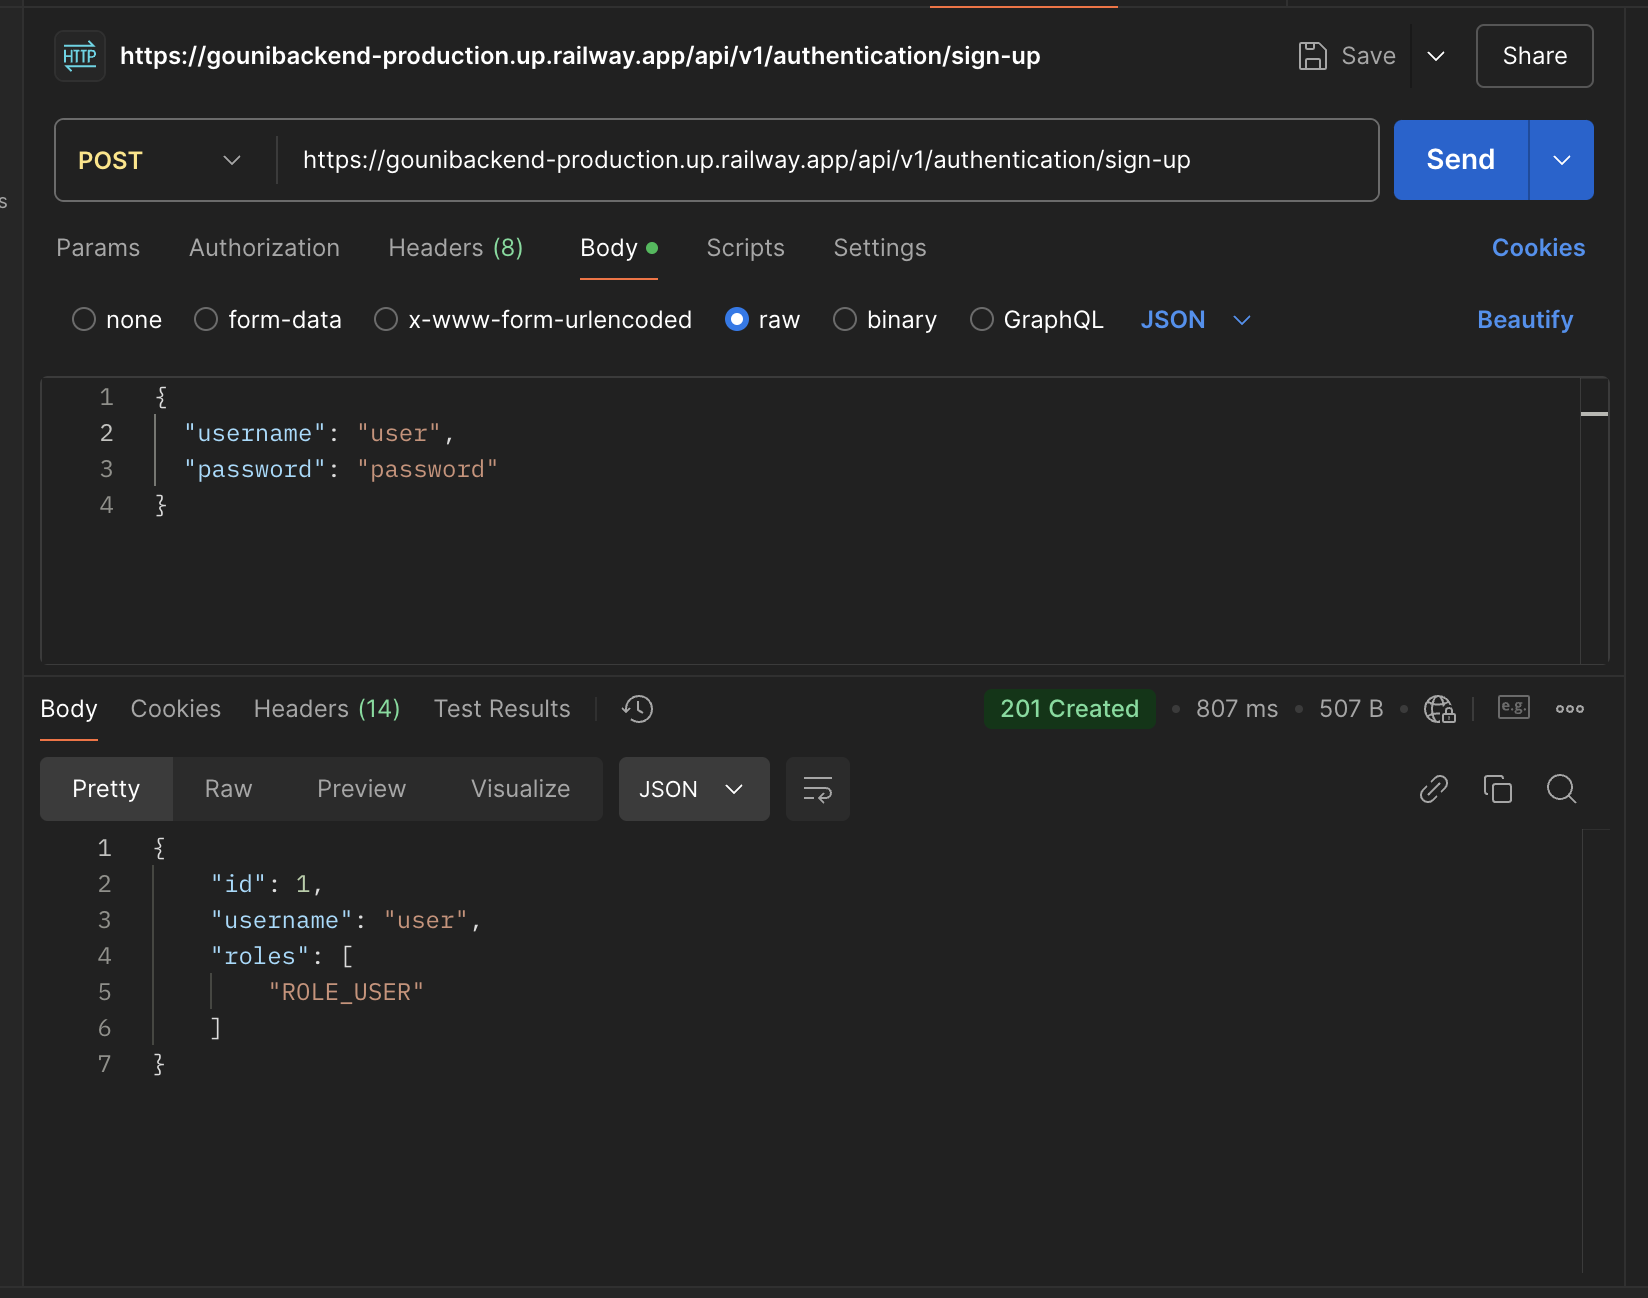 HTTP https://gounibackend-production.up.railway.app/api/v1/authentication/sign-up Save Share
POST https://gounibackend-production.up.railway.app/api/v1/authentication/sign-up Send
s
Params Authorization Headers (8) Body Scripts Settings Cookies
none form-data x-www-form-urlencoded raw binary GraphQL JSON Beautify
1 {
2 "username": "user",
3 "password": "password"
4 }
Body Cookies Headers (14) Test Results 201 Created 807 ms 507 B e.g.
Pretty Raw Preview Visualize JSON
1 {
2 "id": 1,
3 "username": "user",
4 "roles": [
5 "ROLE_USER"
6 ]
7 }